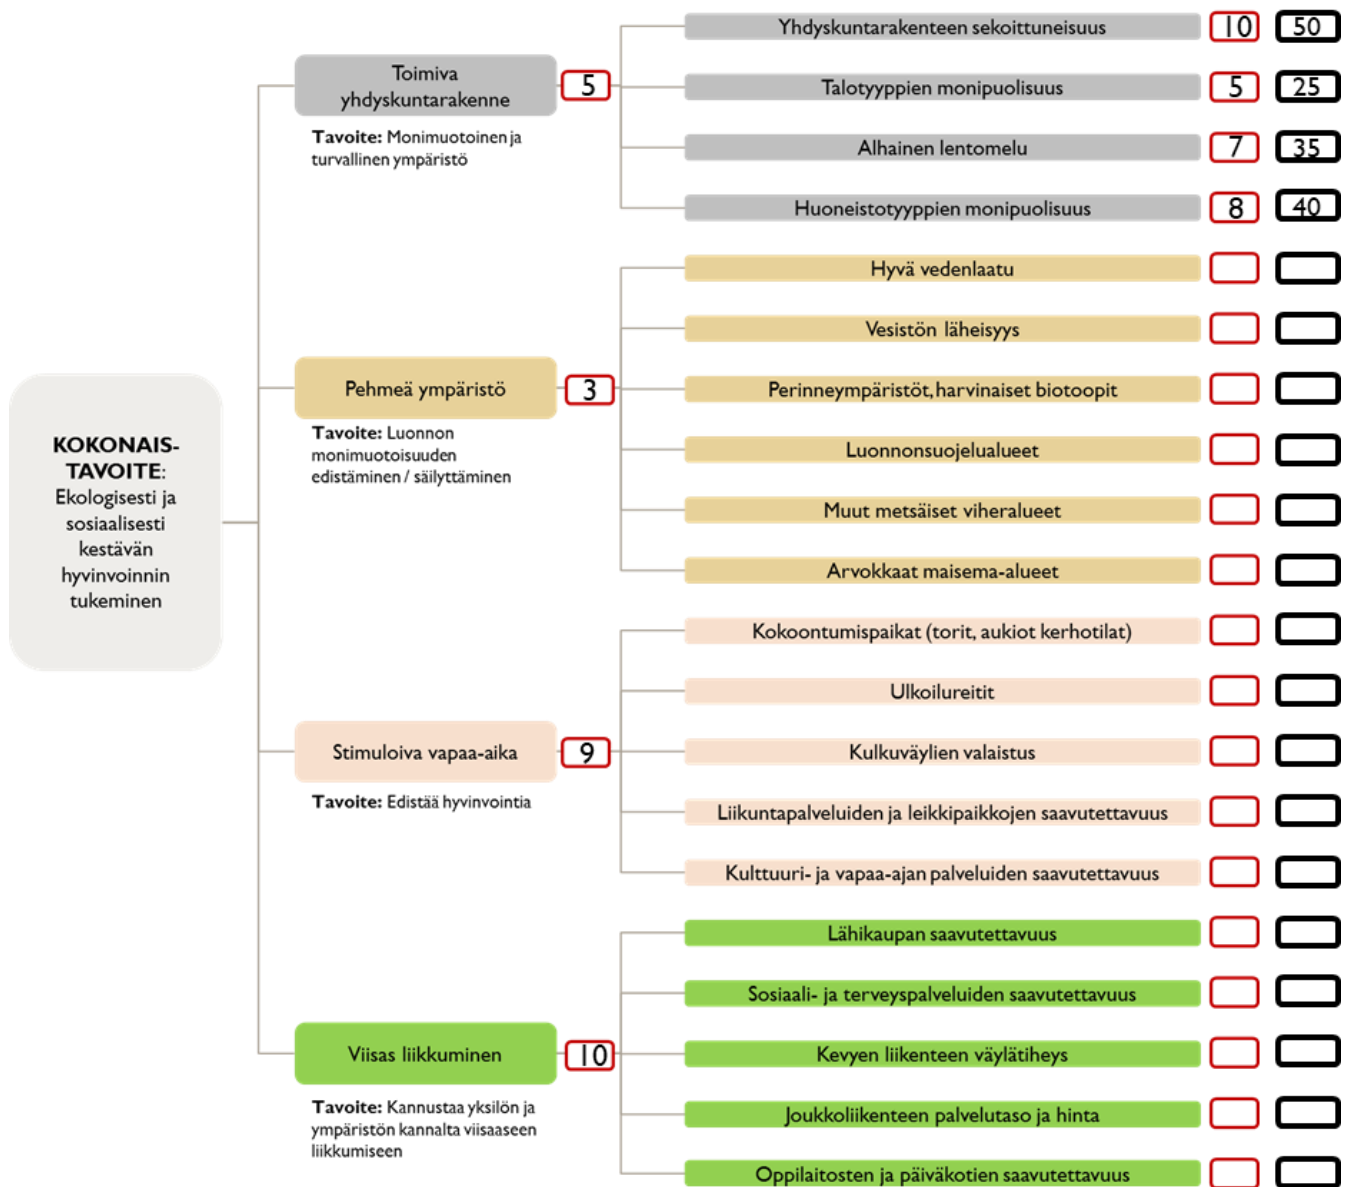 KOKONAIS-
TAVOITE:
Ekologisesti ja
sosiaalisesti
kestävän
hyvinvoinnin
tukeminen
Toimiva
yhdyskuntarakenne
5
Tavoite: Monimuotoinen ja
turvallinen ympäristö
Yhdyskuntarakenteen sekoittuneisuus 10 50
Talotyyppien monipuolisuus 5 25
Alhainen lentomelu 7 35
Huoneistotyyppien monipuolisuus 8 40
Pehmeä ympäristö 3
Tavoite: Luonnon
monimuotoisuuden
edistäminen / säilyttäminen
Hyvä vedenlaatu
Vesistön läheisyys
Perinneympäristöt, harvinaiset biotoopit
Luonnonsuojelualueet
Muut metsäiset viheralueet
Arvokkaat maisema-alueet
Stimuloiva vapaa-aika 9
Tavoite: Edistää hyvinvointia
Kokoontumispaikat (torit, aukiot kerhotilat)
Ulkoilureitit
Kulkuväylien valaistus
Liikuntapalveluiden ja leikkipaikkojen saavutettavuus
Kulttuuri- ja vapaa-ajan palveluiden saavutettavuus
Viisas liikkuminen 10
Tavoite: Kannustaa yksilön ja
ympäristön kannalta viisaaseen
liikkumiseen
Lähikaupan saavutettavuus
Sosiaali- ja terveyspalveluiden saavutettavuus
Kevyen liikenteen väylätiheys
Joukkoliikenteen palvelutaso ja hinta
Oppilaitosten ja päiväkotien saavutettavuus